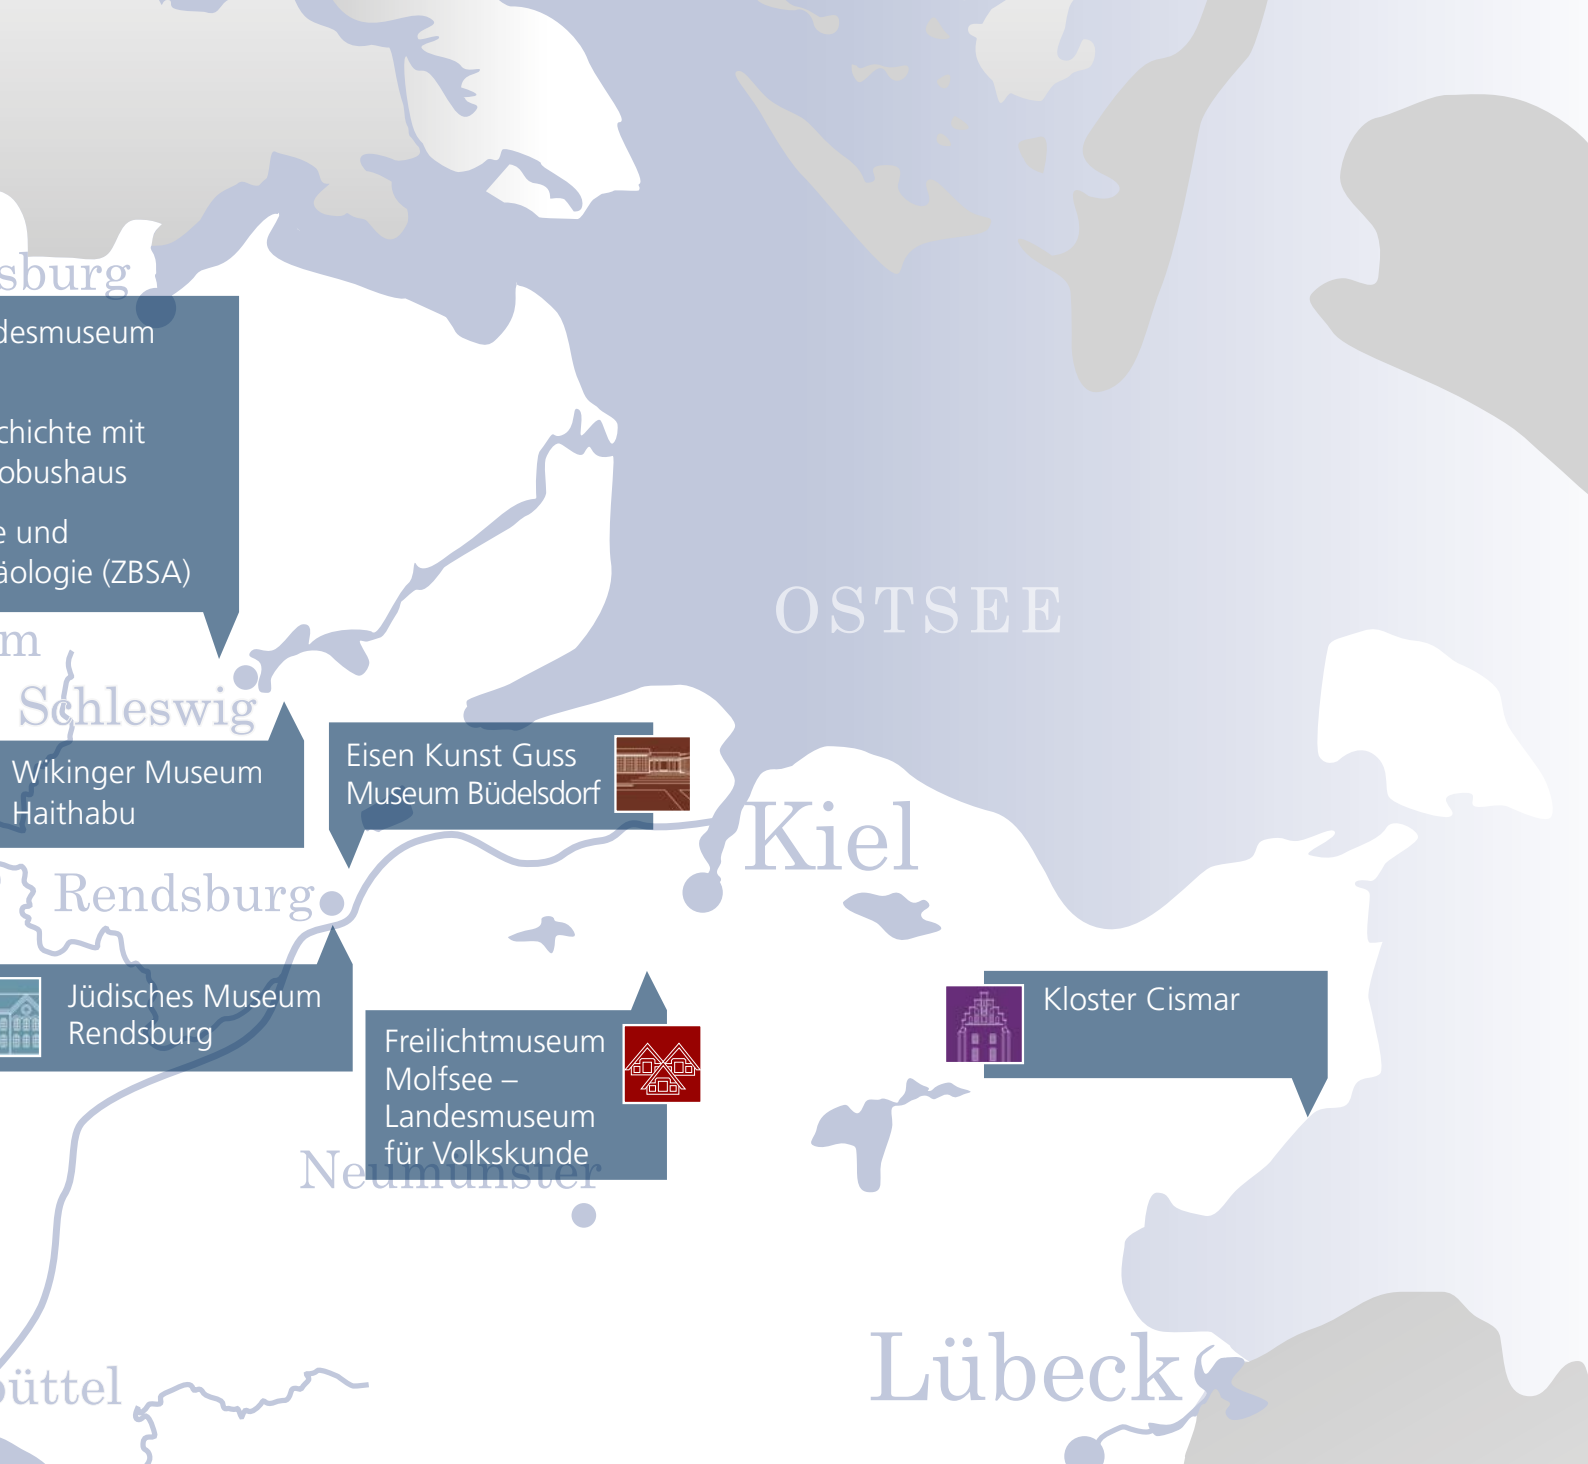 sburg
desmuseum
chichte mit
obushaus
e und
äologie (ZBSA)
OSTSEE
m
Schleswig
Wikinger Museum
Haithabu
Eisen Kunst Guss
Museum Büdelsdorf
Kiel
Rendsburg
Jüdisches Museum
Rendsburg
Freilichtmuseum
Molfsee –
Landesmuseum
für Volkskunde
Kloster Cismar
Neumünster
Lübeck
büttel